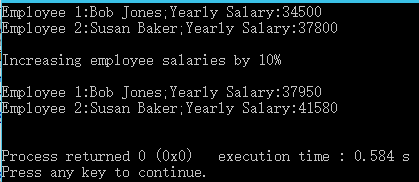 Employee 1:Bob Jones;Yearly Salary:34500
Employee 2:Susan Baker;Yearly Salary:37800
Increasing employee salaries by 10%
Employee 1:Bob Jones;Yearly Salary:37950
Employee 2:Susan Baker;Yearly Salary:41580
Process returned 0 (0x0)   execution time : 0.584 s
Press any key to continue.